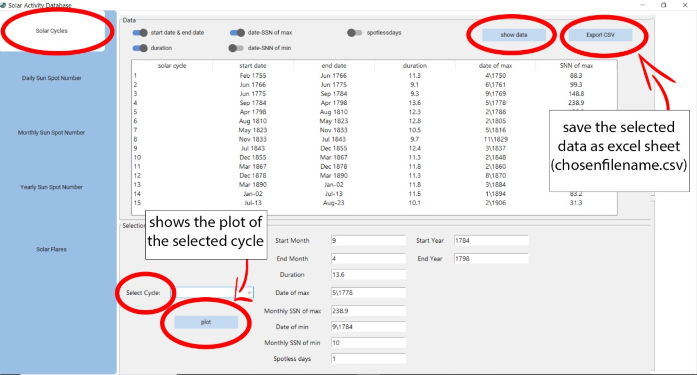 Solar Activity Database
Solar Cycles
Daily Sun Spot Number
Monthly Sun Spot Number
Yearly Sun Spot Number
Solar Flares
Data
start date & end date date-SSN of max spotlessdays show data Export CSV
duration date-SSN of min
solar cycle start date end date duration date of max SNN of max
1 Feb 1755 Jun 1766 11.3 4\1750 88.3
2 Jun 1766 Jun 1775 9.1 6\1761 99.3
3 Jun 1775 Sep 1784 9.3 9\1769 148.8
4 Sep 1784 Apr 1798 13.6 5\1778 238.9
5 Apr 1798 Aug 1810 12.3 2\1788
6 Aug 1810 May 1823 12.8 2\1805
7 May 1823 Nov 1833 10.5 5\1816
8 Nov 1833 Jul 1843 9.7 11\1829
9 Jul 1843 Dec 1855 12.4 3\1837
10 Dec 1855 Mar 1867 11.3 2\1848
11 Mar 1867 Dec 1878 11.8 2\1860
12 Dec 1878 Mar 1890 11.3 8\1870
13 Mar 1890 Jan-02 11.8 3\1884
14 Jan-02 Jul-13 11.5 1\1894 83.2
15 Jul-13 Aug-23 10.1 2\1906 31.3
save the selected
data as excel sheet
(chosenfilename.csv)
Selection
shows the plot of
the selected cycle
Start Month 9 Start Year 1784
End Month 4 End Year 1798
Duration 13.6
Select Cycle: Date of max 5\1778
plot
Monthly SSN of max 238.9
Date of min 9\1784
Monthly SSN of min 10
Spotless days 1